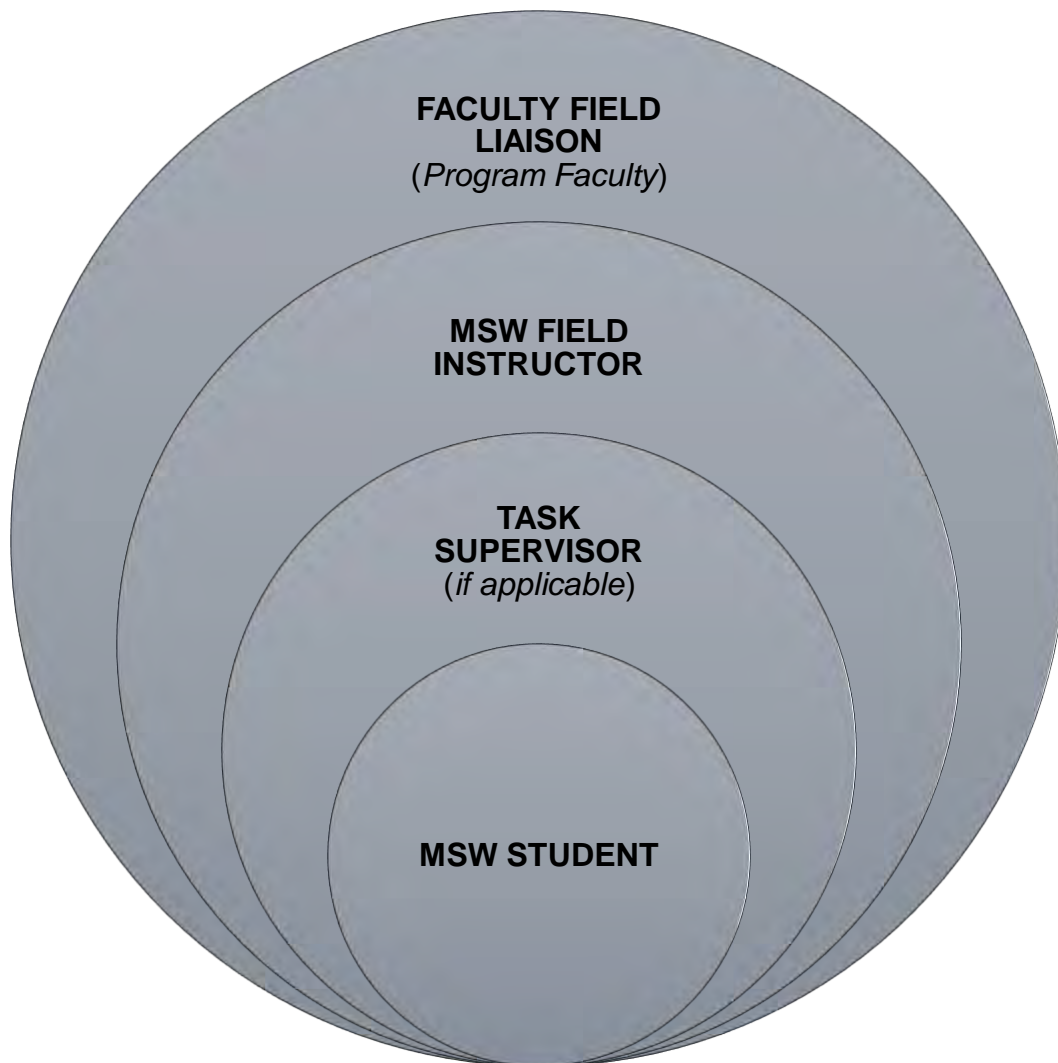 FACULTY FIELD
LIAISON
(Program Faculty)
MSW FIELD
INSTRUCTOR
TASK
SUPERVISOR
(if applicable)
MSW STUDENT